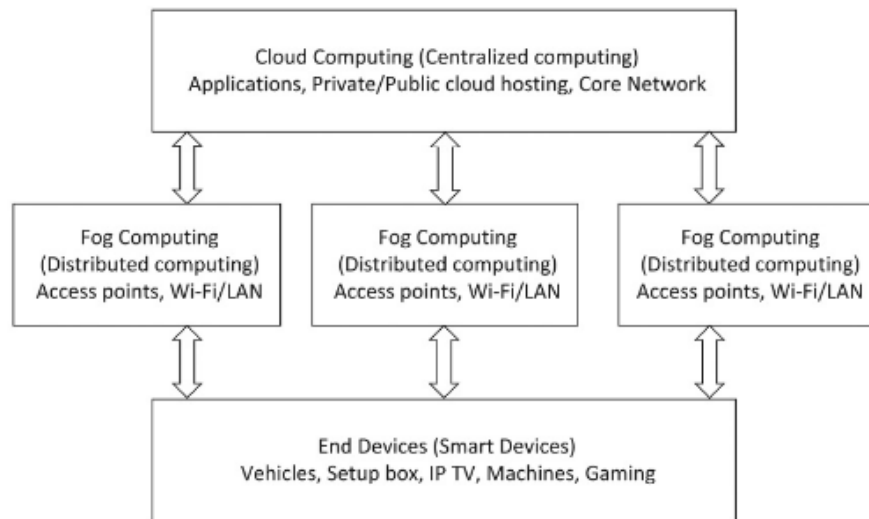 Cloud Computing (Centralized computing)
Applications, Private/Public cloud hosting, Core Network
Fog Computing
(Distributed computing)
Access points, Wi-Fi/LAN
Fog Computing
(Distributed computing)
Access points, Wi-Fi/LAN
Fog Computing
(Distributed computing)
Access points, Wi-Fi/LAN
End Devices (Smart Devices)
Vehicles, Setup box, IP TV, Machines, Gaming